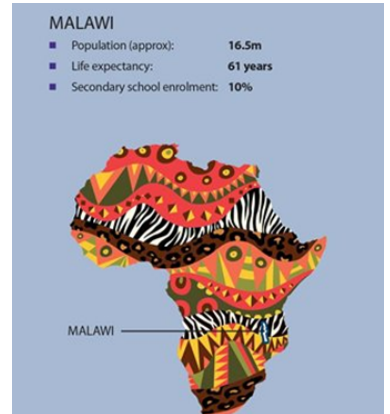 MALAWI
Population (approx): 16.5m
Life expectancy: 61 years
Secondary school enrolment: 10%
MALAWI